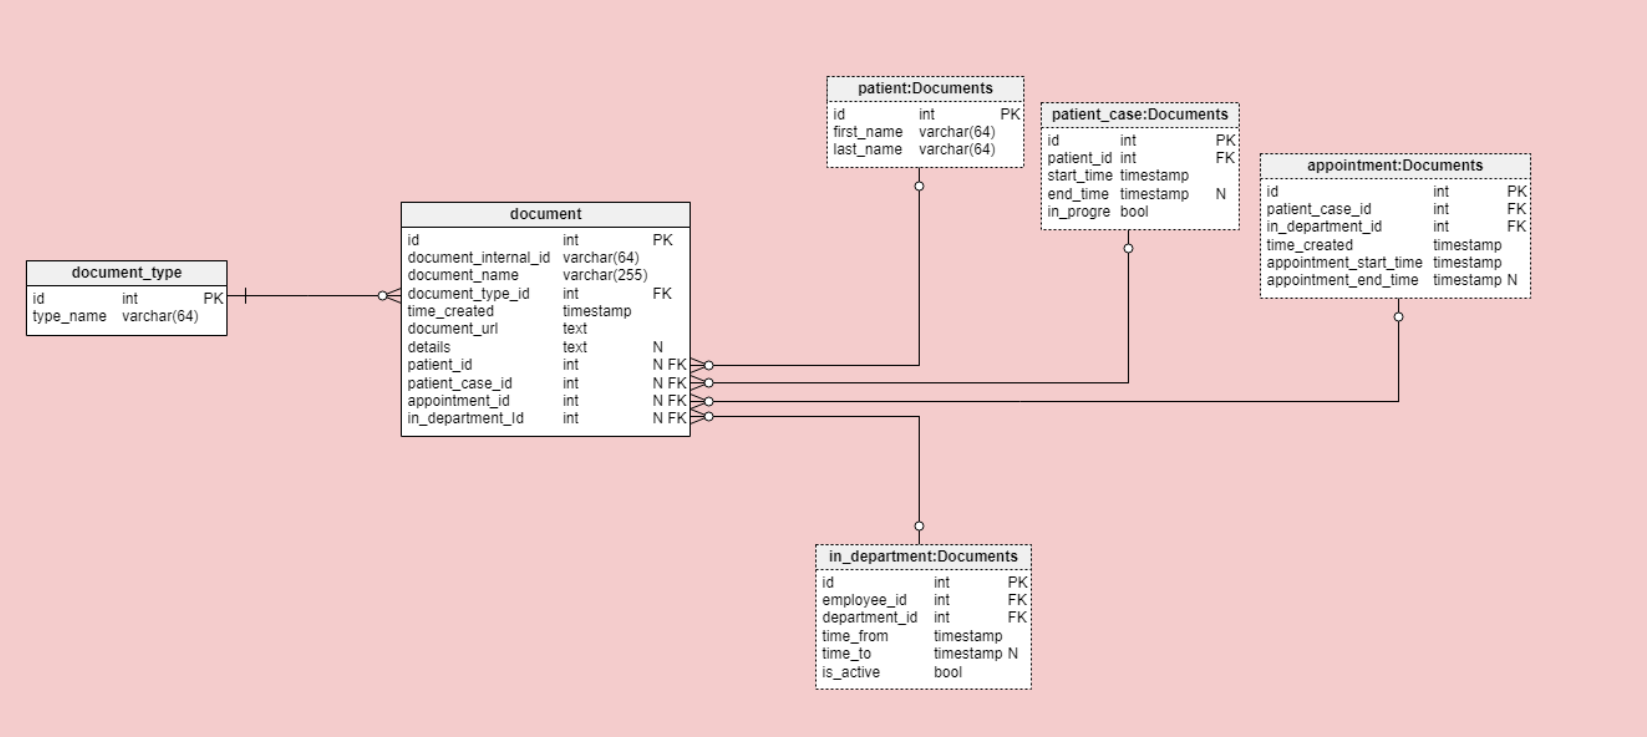 document_type
id int PK
type_name varchar(64)
document
id int PK
document_internal_id varchar(64)
document_name varchar(255)
document_type_id int FK
time_created timestamp
document_url text
details text N
patient_id int N FK
patient_case_id int N FK
appointment_id int N FK
in_department_Id int N FK
patient:Documents
id int PK
first_name varchar(64)
last_name varchar(64)
patient_case:Documents
id int PK
patient_id int FK
start_time timestamp
end_time timestamp N
in_progre bool
appointment:Documents
id int PK
patient_case_id int FK
in_department_id int FK
time_created timestamp
appointment_start_time timestamp
appointment_end_time timestamp N
in_department:Documents
id int PK
employee_id int FK
department_id int FK
time_from timestamp
time_to timestamp N
is_active bool